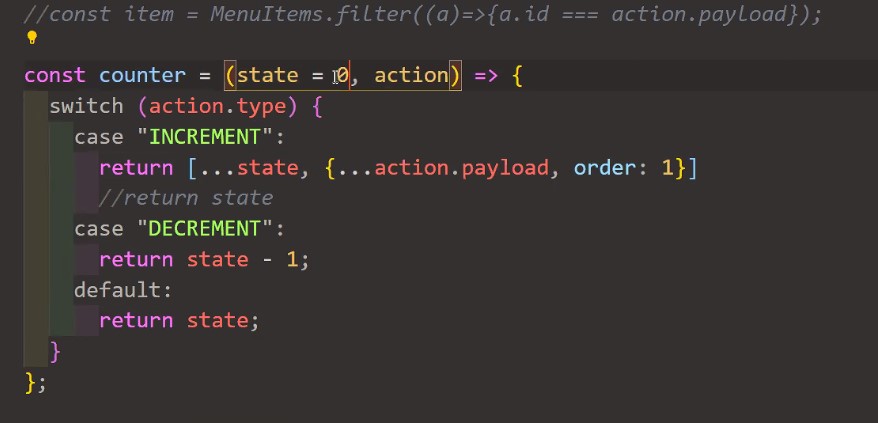 //const item = MenuItems.filter((a)=>{a.id === action.payload});
const counter = (state = 0, action) => {
switch (action.type) {
case "INCREMENT":
return [...state, {...action.payload, order: 1}]
//return state
case "DECREMENT":
return state - 1;
default:
return state;
}
};